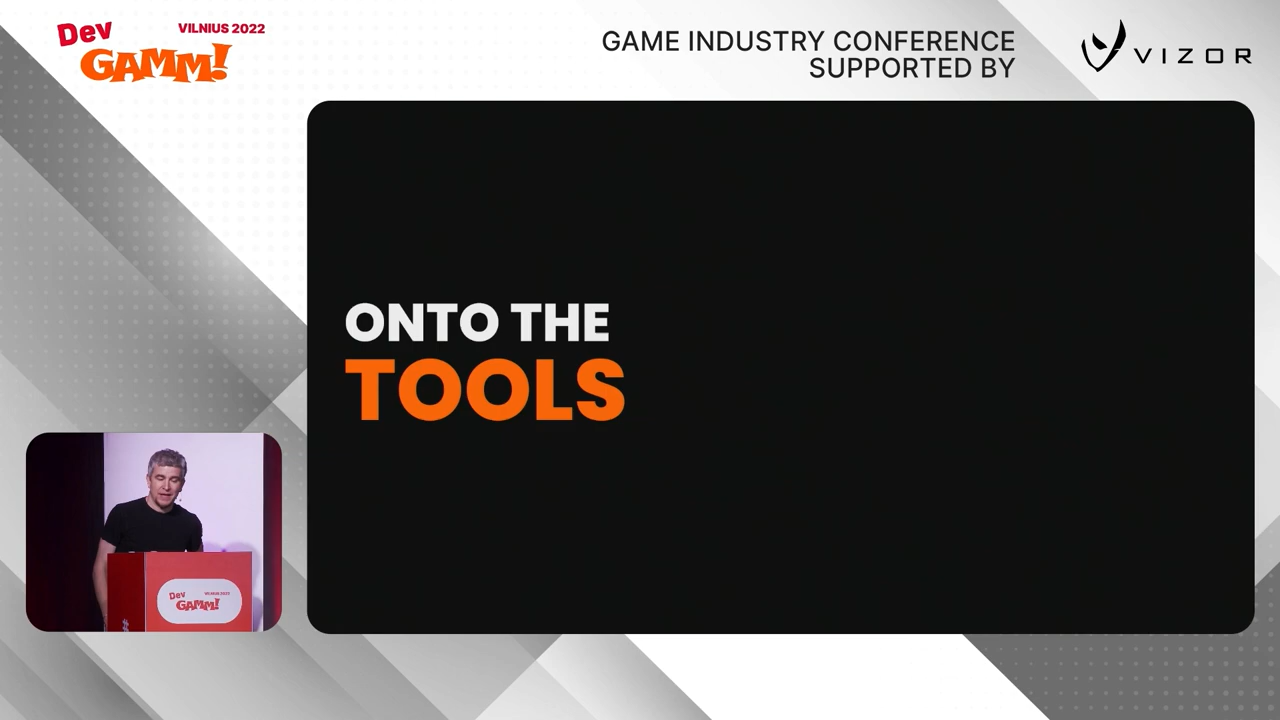 Dev
GAMM!
VILNIUS 2022
GAME INDUSTRY CONFERENCE
SUPPORTED BY
VIZOR
ONTO THE
TOOLS
Dev
GAMM!
VILNIUS 2022